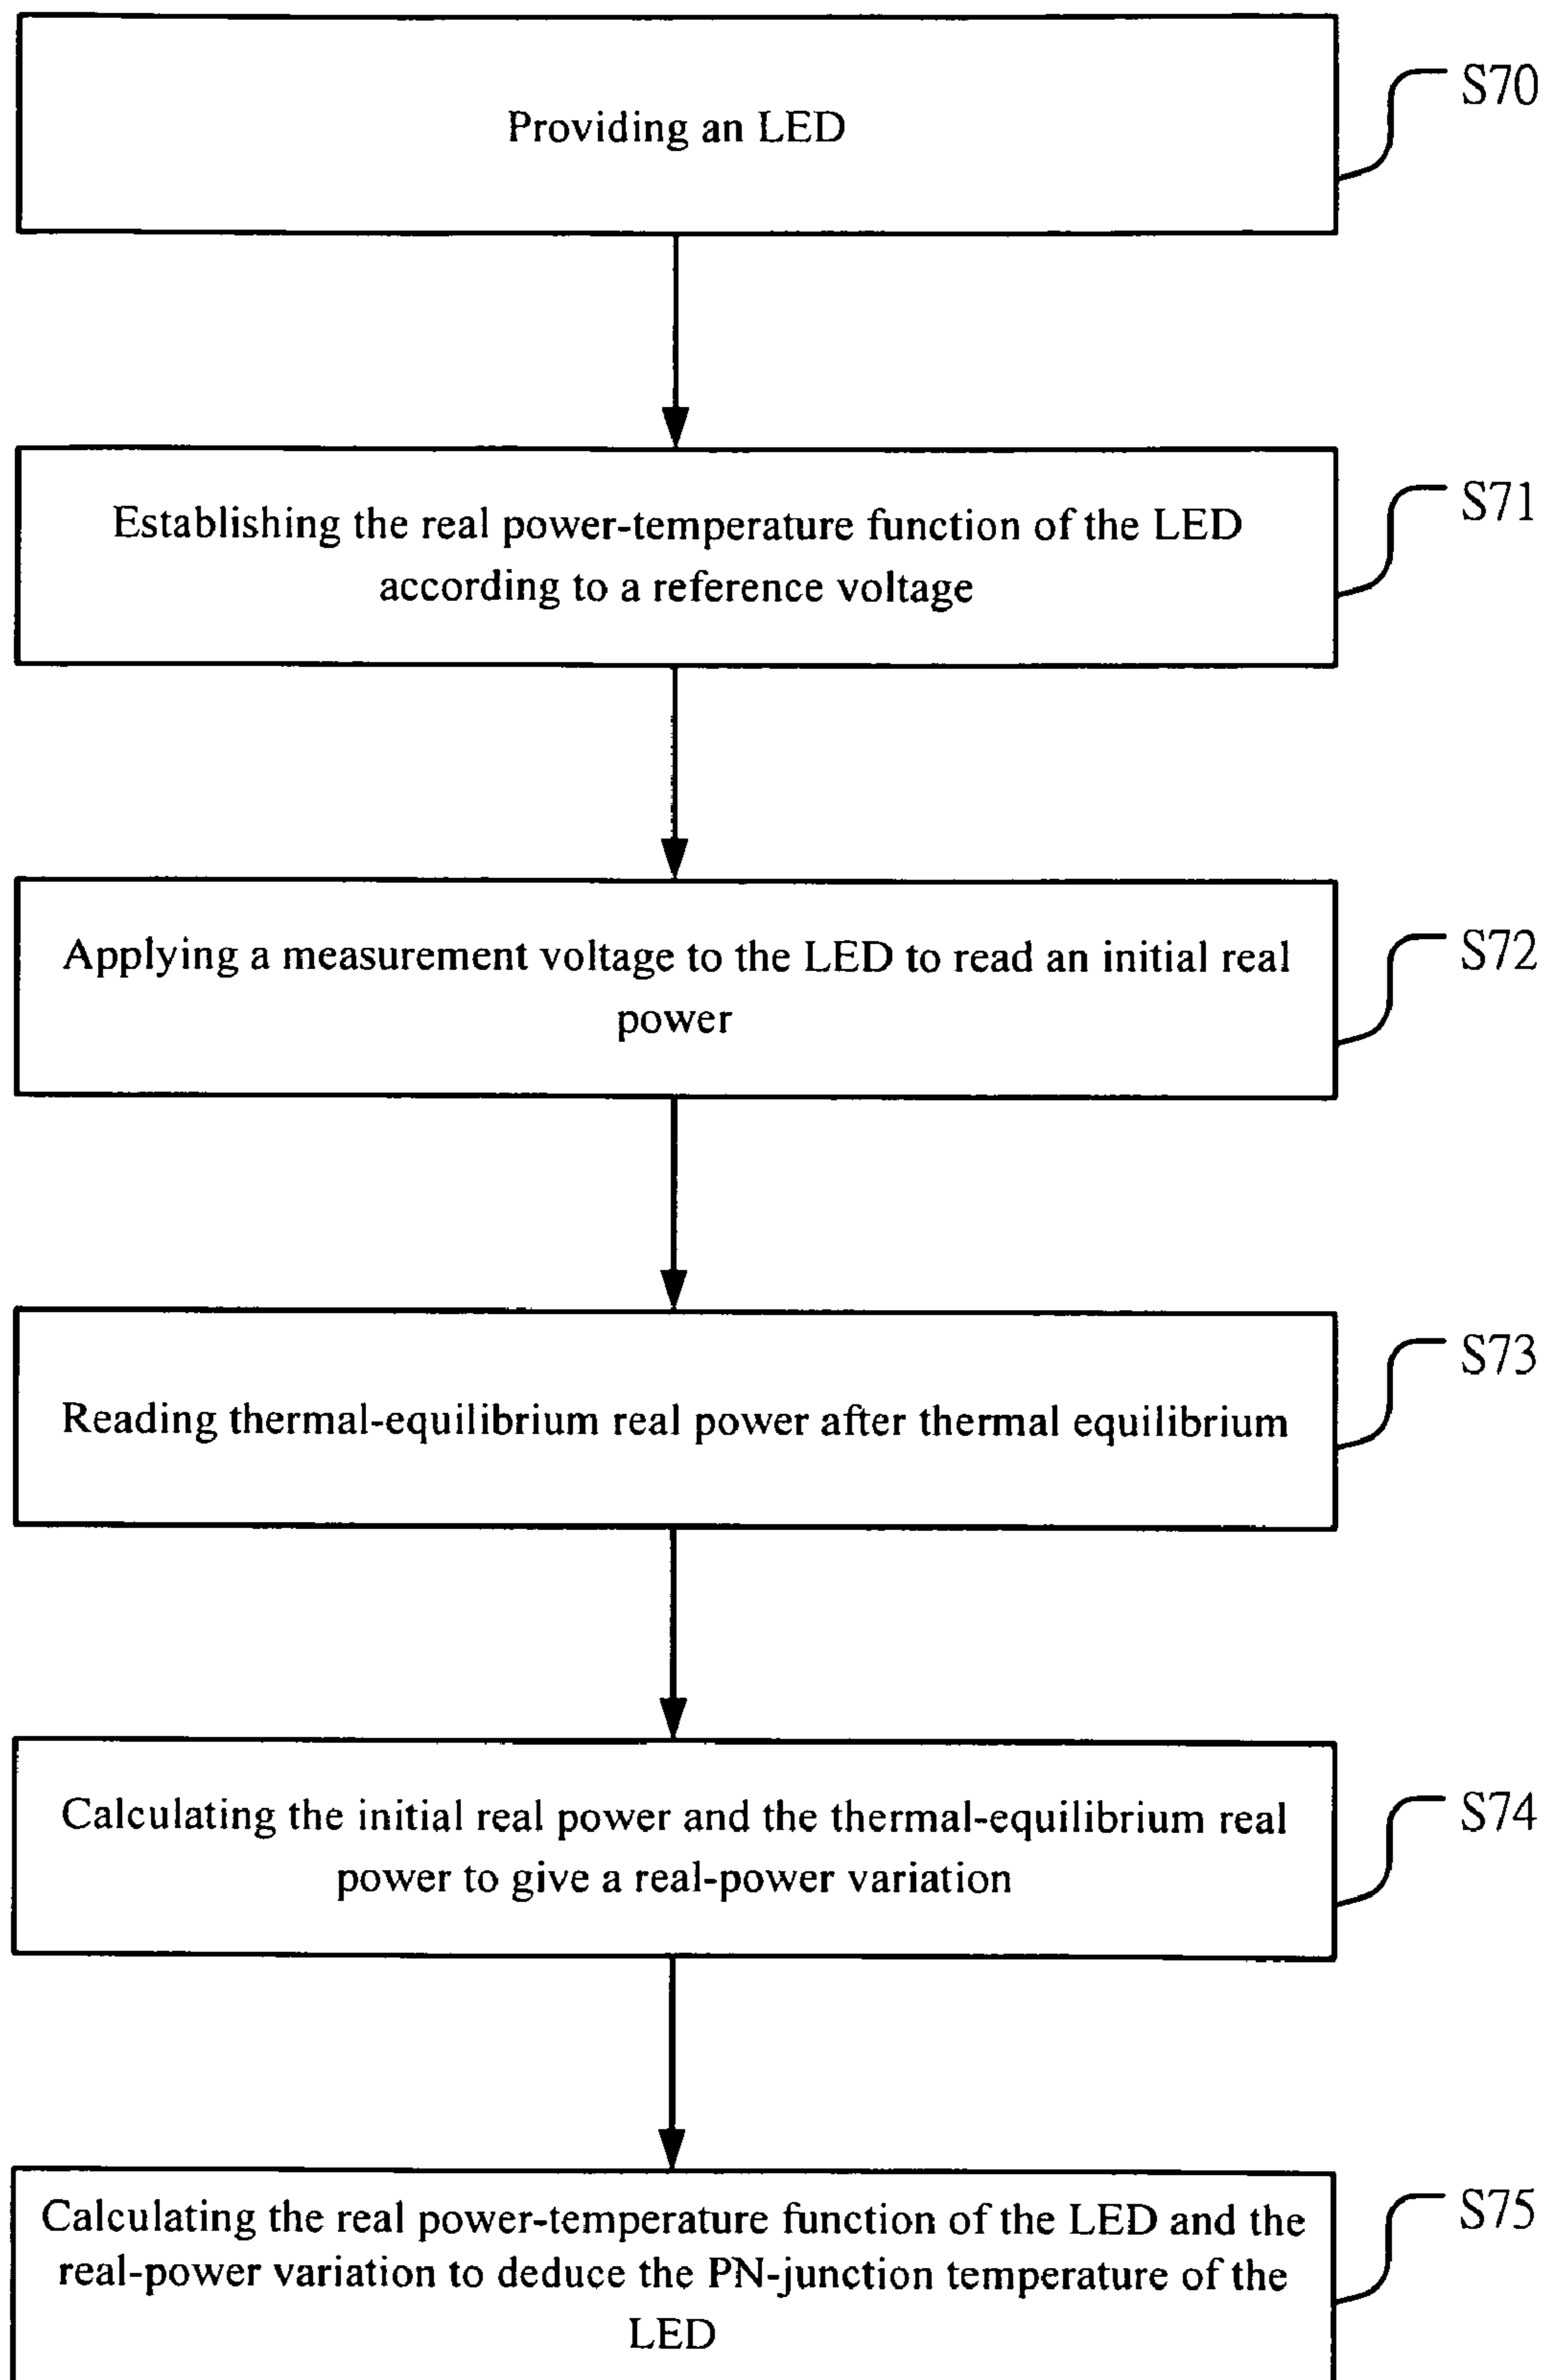 Providing an LED
S70
Establishing the real power-temperature function of the LED
according to a reference voltage
S71
Applying a measurement voltage to the LED to read an initial real
power
S72
Reading thermal-equilibrium real power after thermal equilibrium
S73
Calculating the initial real power and the thermal-equilibrium real
power to give a real-power variation
S74
Calculating the real power-temperature function of the LED and the
real-power variation to deduce the PN-junction temperature of the
LED
S75